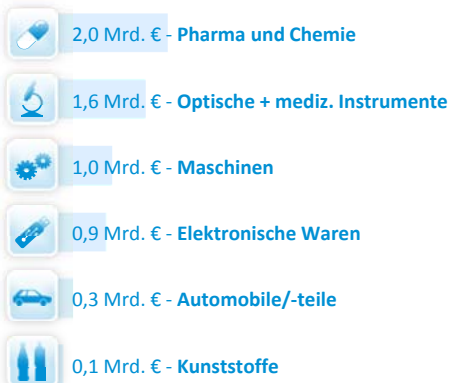 2,0 Mrd. € - Pharma und Chemie
1,6 Mrd. € - Optische + mediz. Instrumente
1,0 Mrd. € - Maschinen
0,9 Mrd. € - Elektronische Waren
0,3 Mrd. € - Automobile/-teile
0,1 Mrd. € - Kunststoffe